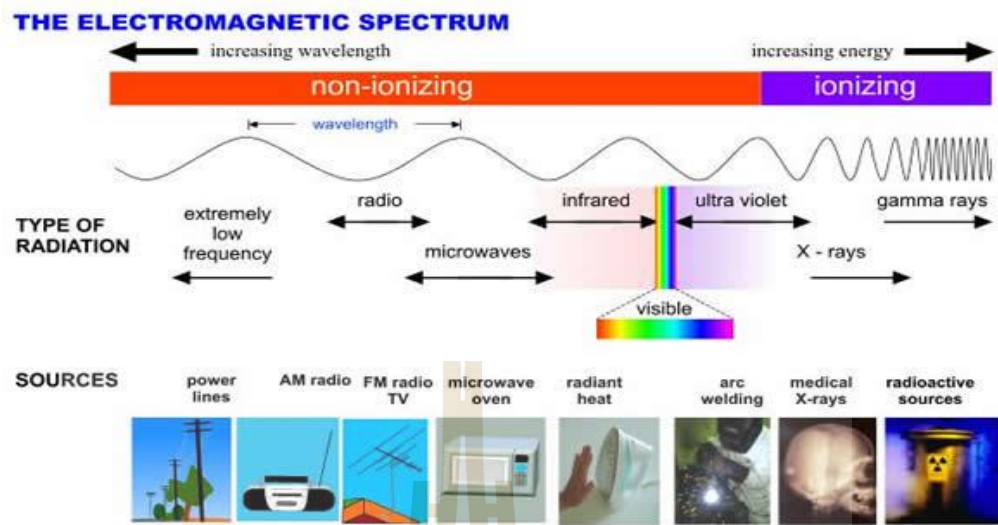 THE ELECTROMAGNETIC SPECTRUM
increasing wavelength
increasing energy
non-ionizing
ionizing
wavelength
TYPE OF
RADIATION
extremely
low
frequency
radio
microwaves
infrared
ultra violet
X - rays
gamma rays
visible
SOURCES
power
lines
AM radio
FM radio
TV
microwave
oven
radiant
heat
arc
welding
medical
X-rays
radioactive
sources